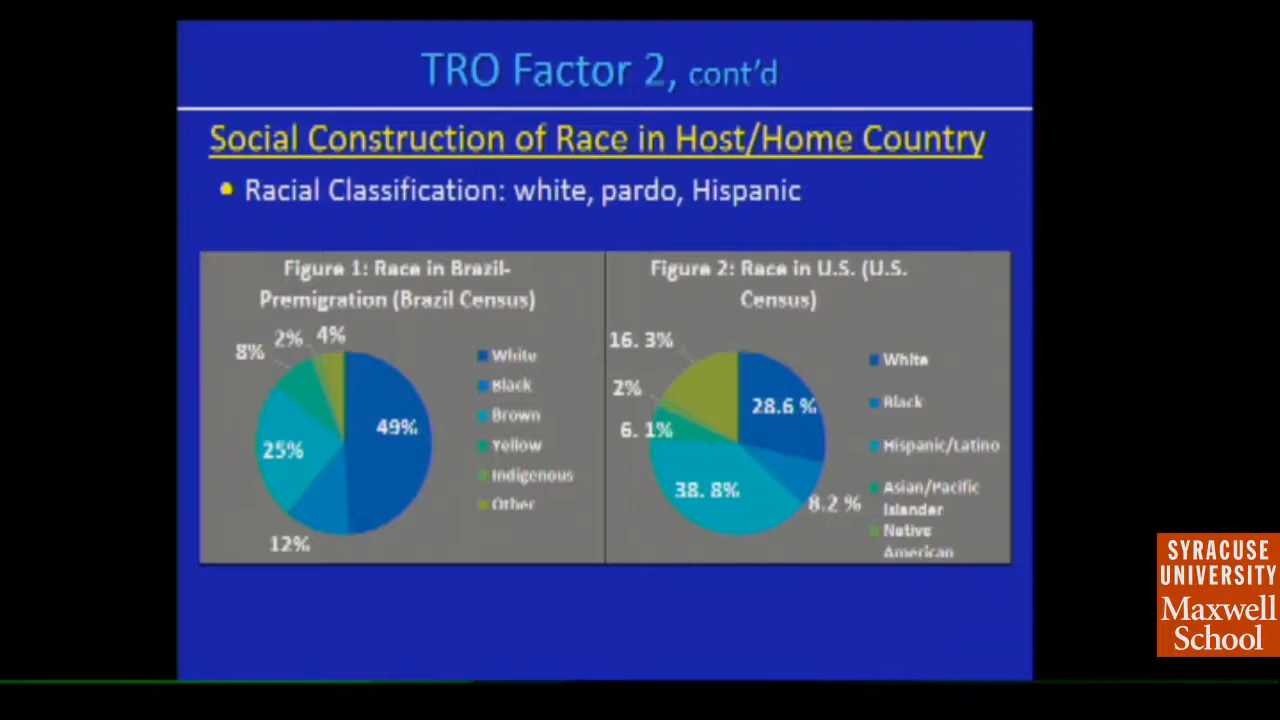 TRO Factor 2, cont'd
Social Construction of Race in Host/Home Country
Racial Classification: white, pardo, Hispanic
Figure 1: Race in Brazil-
Premigration (Brazil Census)
8%
2%
4%
49%
25%
12%
White
Black
Brown
Yellow
Indigenous
Other
Figure 2: Race in U.S. (U.S.
Census)
16. 3%
2%
6. 1%
28.6 %
38. 8%
8.2 %
White
Black
Hispanic/Latino
Asian/Pacific
Islander
Native
American
SYRACUSE
UNIVERSITY
Maxwell
School